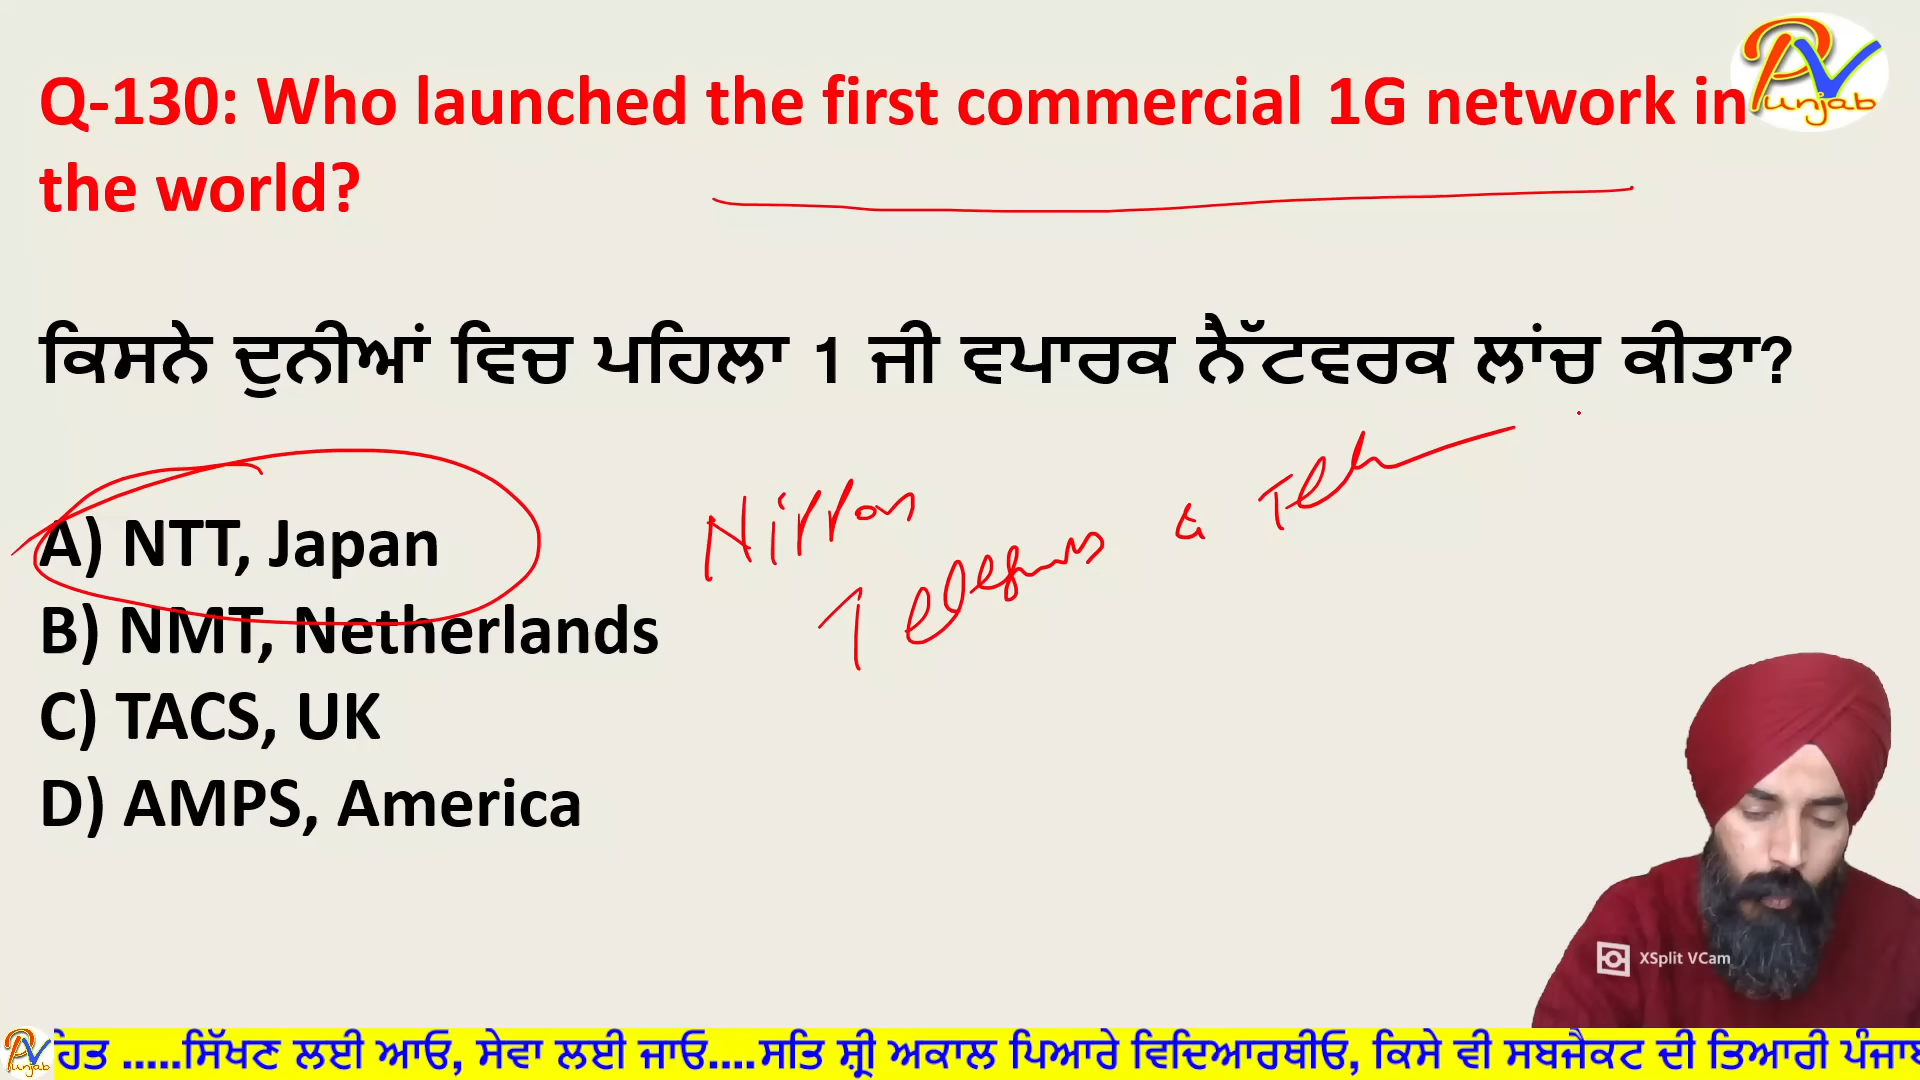 Q-130: Who launched the first commercial 1G network in
the world?
ਕਿਸਨੇ ਦੁਨੀਆਂ ਵਿਚ ਪਹਿਲਾ 1 ਜੀ ਵਪਾਰਕ ਨੈੱਟਵਰਕ ਲਾਂਚ ਕੀਤਾ?
A) NTT, Japan
B) NMT, Netherlands
C) TACS, UK
D) AMPS, America
Nippon
&
PV
unjab
XSplit VCam
ਹਿਤ .....ਸਿੱਖਣ ਲਈ ਆਓ, ਸੇਵਾ ਲਈ ਜਾਓ....ਸਤਿ ਸ਼੍ਰੀ ਅਕਾਲ ਪਿਆਰੇ ਵਿਦਿਆਰਥੀਓ, ਕਿਸੇ ਵੀ ਸਬਜੈਕਟ ਦੀ ਤਿਆਰੀ ਪੰਜਾਬ